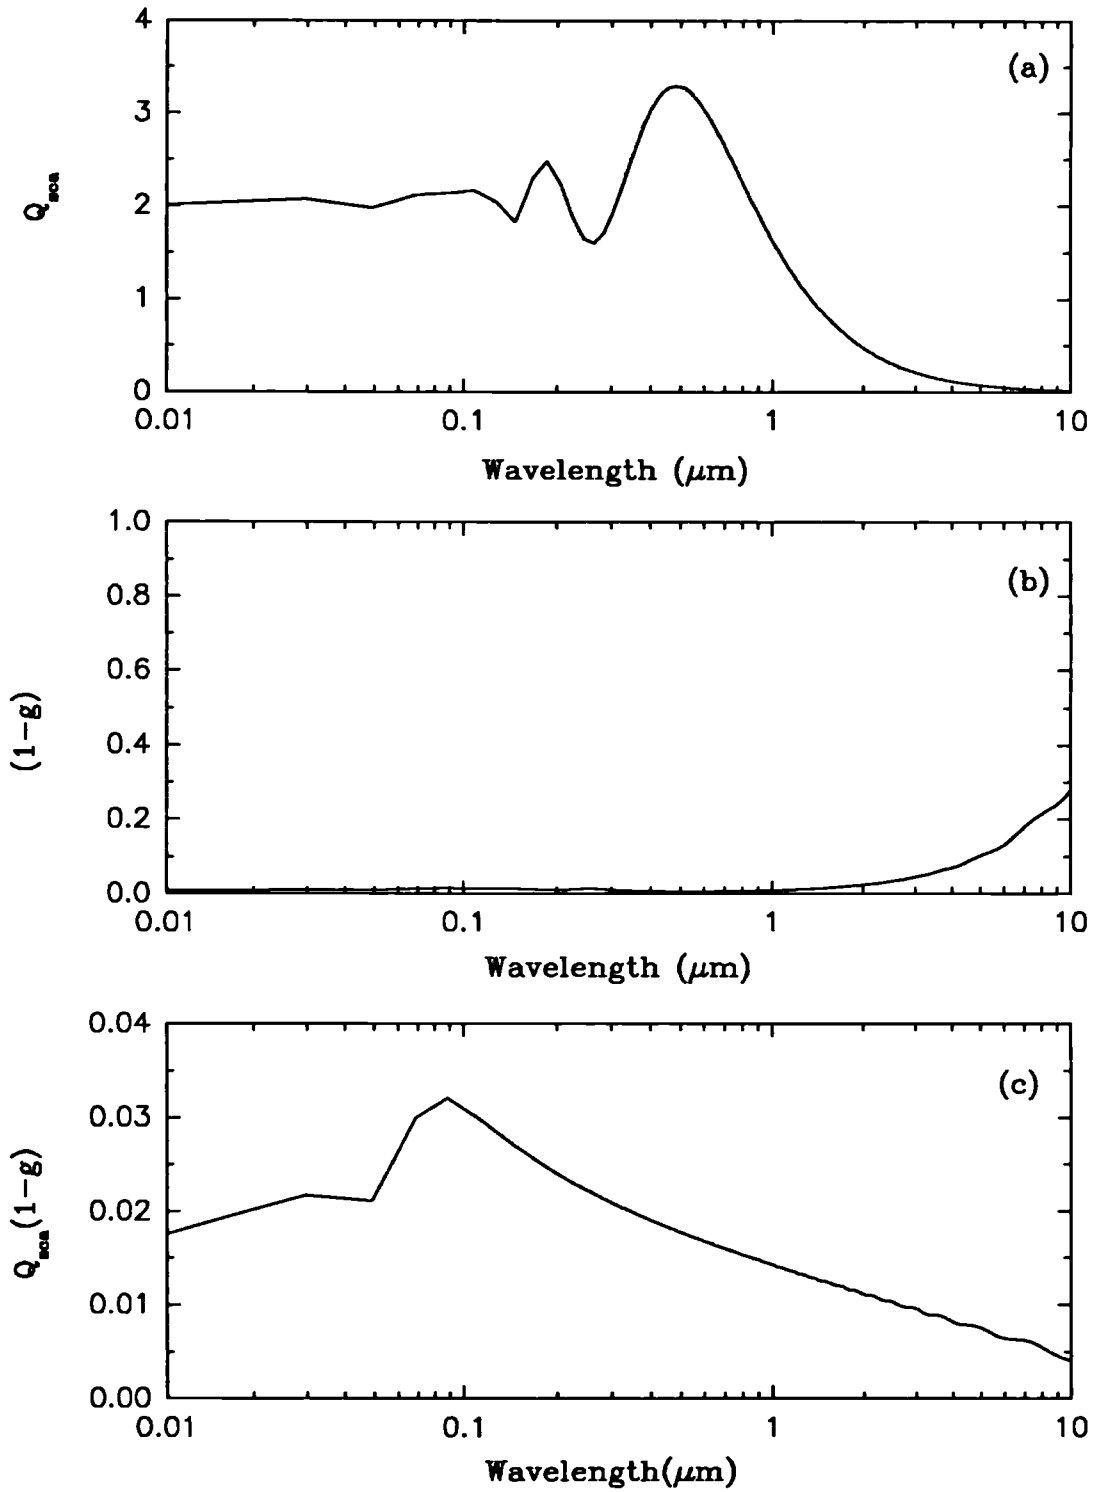 4
(a)
3
Q_sca
2
1
0
0.01 0.1 1 10
Wavelength (μm)
1.0
(b)
0.8
0.6
(1−g)
0.4
0.2
0.0
0.01 0.1 1 10
Wavelength (μm)
0.04
(c)
0.03
Q_sca(1−g)
0.02
0.01
0.00
0.01 0.1 1 10
Wavelength(μm)